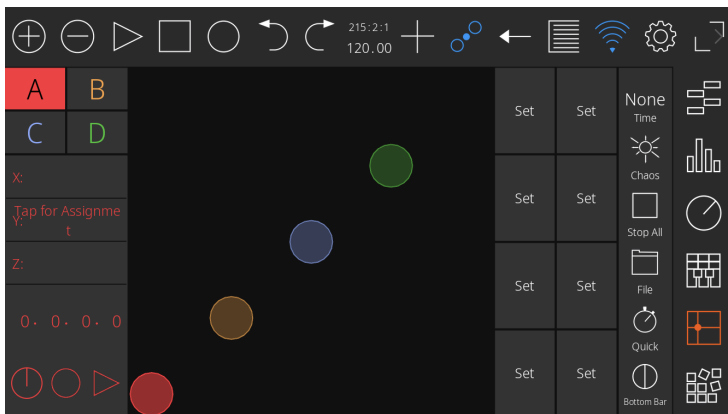 215:2:1
120.00
A
B
C
D
X:
Tap for Assignme
Y:
t
Z:
0. 0. 0. 0
Set
Set
Set
Set
Set
Set
Set
Set
None
Time
Chaos
Stop All
File
Quick
Bottom Bar